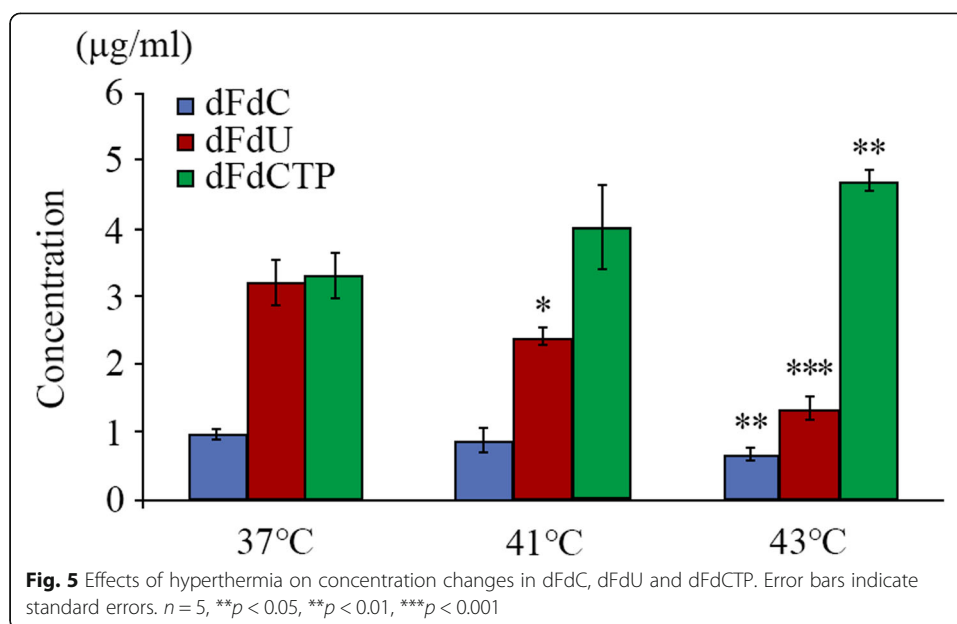 (μg/ml)
6
5
4
3
2
1
0
Concentration
dFdC
dFdU
dFdCTP
*
**
***
**
37°C 41°C 43°C
Fig. 5 Effects of hyperthermia on concentration changes in dFdC, dFdU and dFdCTP. Error bars indicate
standard errors. n = 5, **p < 0.05, **p < 0.01, ***p < 0.001